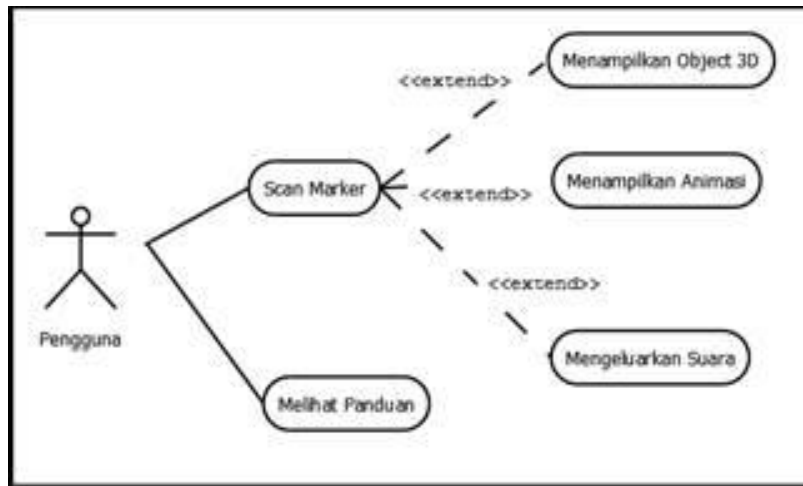 Menampilkan Object 3D
<<extend>>
Scan Marker
<<extend>>
Menampilkan Animasi
<<extend>>
Pengguna
Mengeluarkan Suara
Melihat Panduan